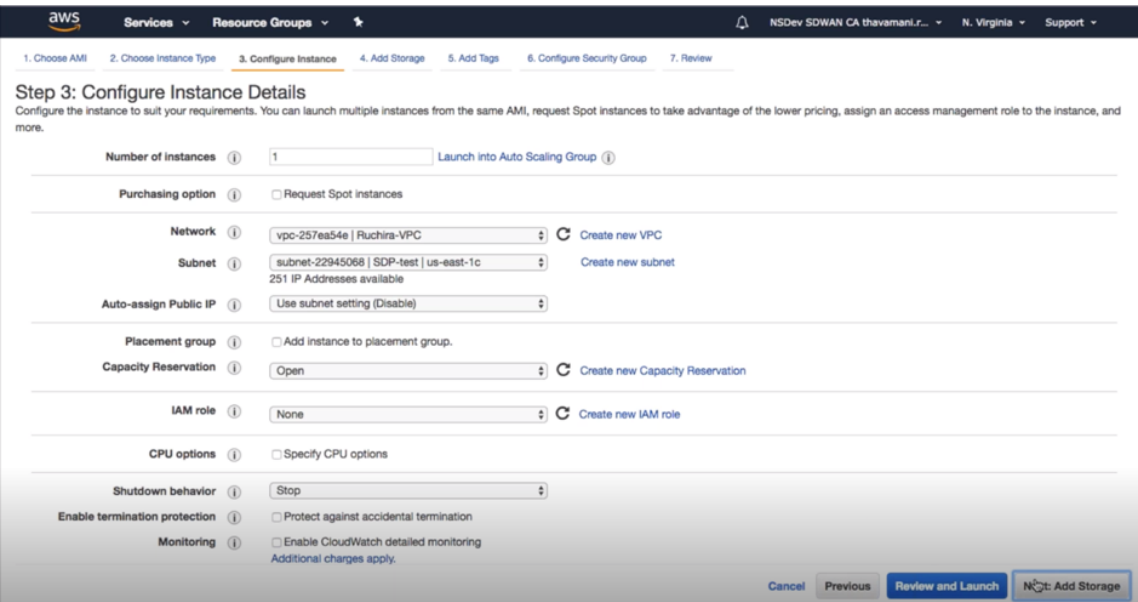 aws Services Resource Groups NSDev SDWAN CA thavamani.r... N. Virginia Support
1. Choose AMI 2. Choose Instance Type 3. Configure Instance 4. Add Storage 5. Add Tags 6. Configure Security Group 7. Review
Step 3: Configure Instance Details
Configure the instance to suit your requirements. You can launch multiple instances from the same AMI, request Spot instances to take advantage of the lower pricing, assign an access management role to the instance, and
more.
Number of instances 1 Launch into Auto Scaling Group
Purchasing option Request Spot instances
Network vpc-257ea54e | Ruchira-VPC Create new VPC
Subnet subnet-22945068 | SDP-test | us-east-1c Create new subnet
251 IP Addresses available
Auto-assign Public IP Use subnet setting (Disable)
Placement group Add instance to placement group.
Capacity Reservation Open Create new Capacity Reservation
IAM role None Create new IAM role
CPU options Specify CPU options
Shutdown behavior Stop
Enable termination protection Protect against accidental termination
Monitoring Enable CloudWatch detailed monitoring
Additional charges apply.
Cancel Previous Review and Launch Next: Add Storage